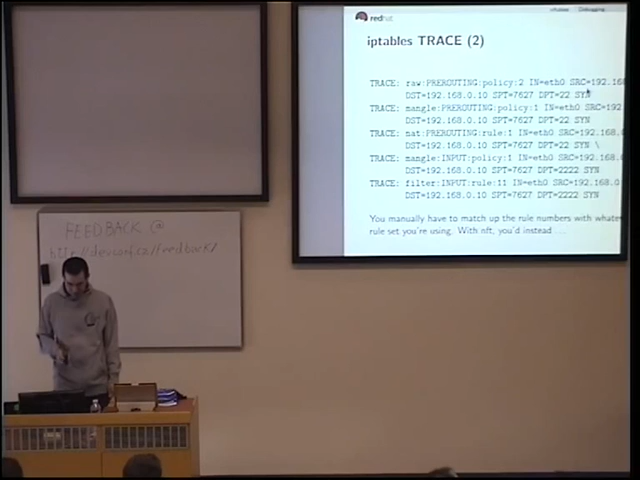 redhat
Debugging
iptables TRACE (2)
TRACE: raw:PREROUTING:policy:2 IN=eth0 SRC=192.168
DST=192.168.0.10 SPT=7627 DPT=22 SYN
TRACE: mangle:PREROUTING:policy:1 IN=eth0 SRC=192.
DST=192.168.0.10 SPT=7627 DPT=22 SYN
TRACE: nat:PREROUTING:rule:1 IN=eth0 SRC=192.168.0.
DST=192.168.0.10 SPT=7627 DPT=22 SYN \
TRACE: mangle:INPUT:policy:1 IN=eth0 SRC=192.168.0.
DST=192.168.0.10 SPT=7627 DPT=2222 SYN
TRACE: filter:INPUT:rule:11 IN=eth0 SRC=192.168.0
DST=192.168.0.10 SPT=7627 DPT=2222 SYN
You manually have to match up the rule numbers with whate
rule set you're using. With nft, you'd instead ...
FEEDBACK @
http://devconf.cz/feedback/